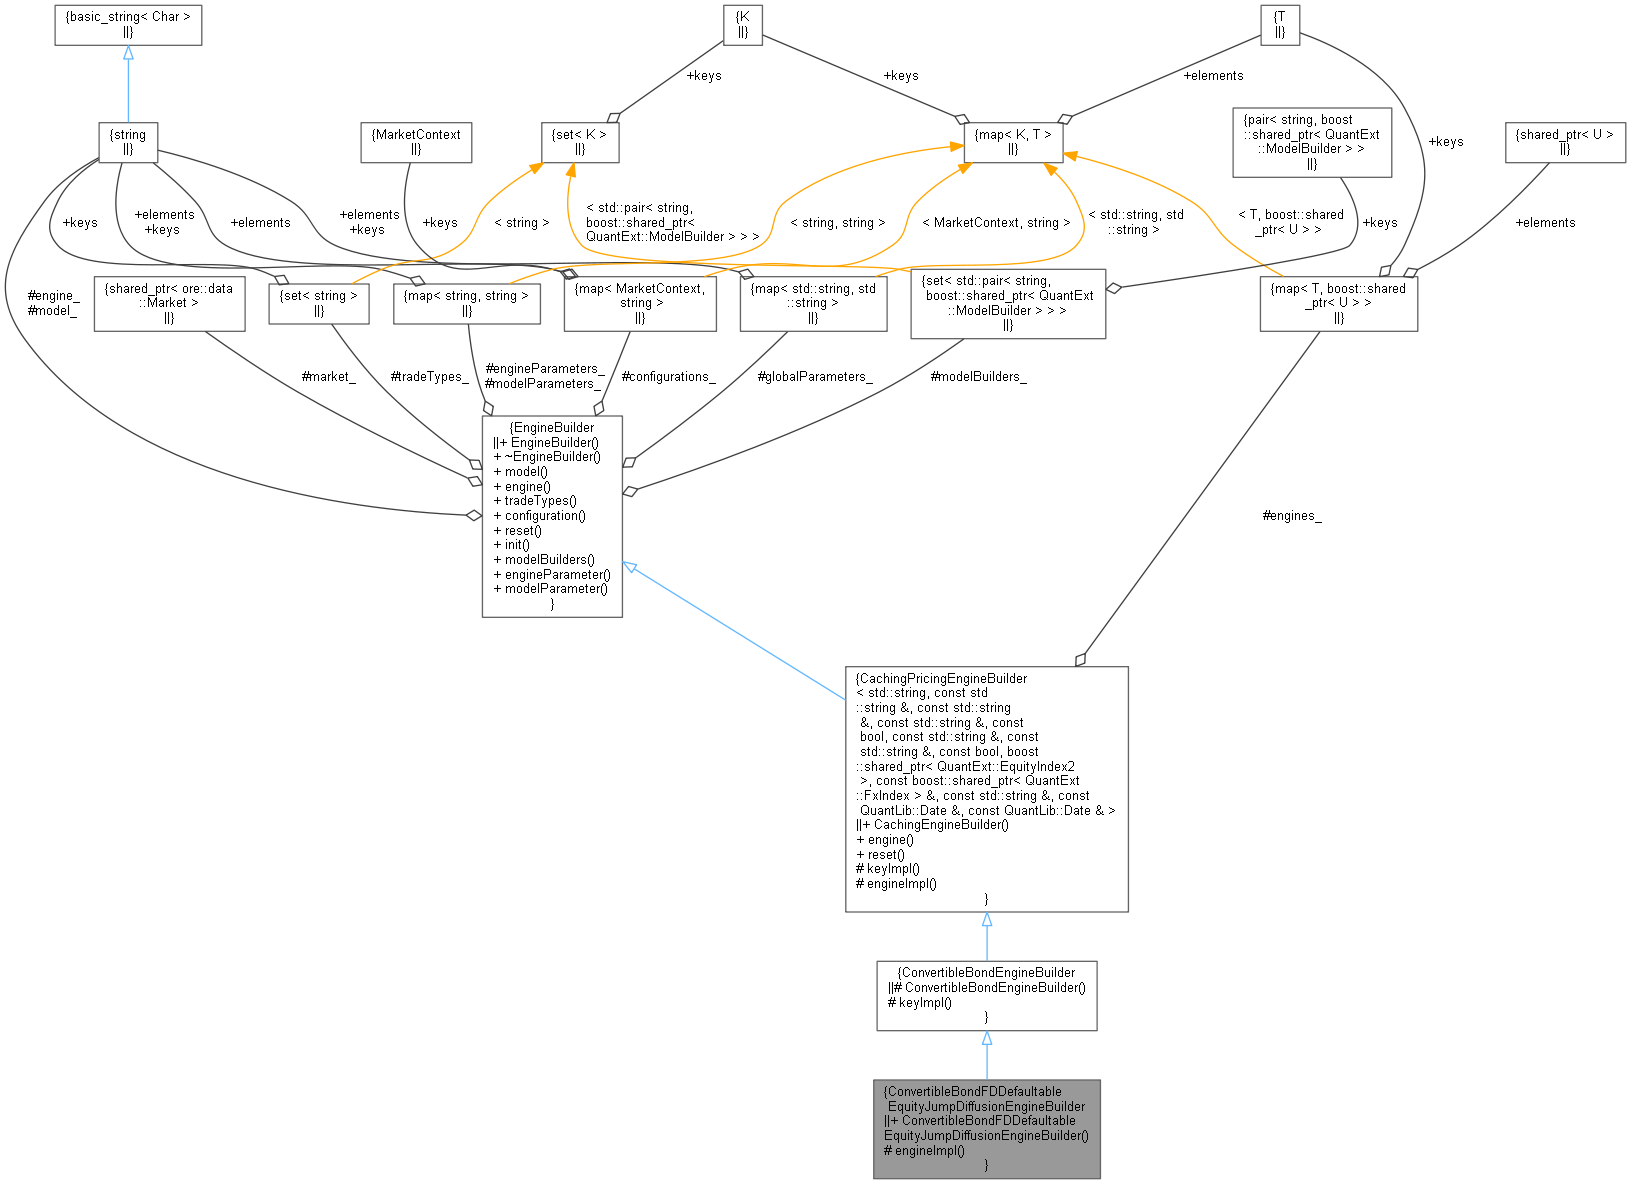 {basic_string< Char >
||}
{K
||}
{T
||}
+keys
+keys
+elements
{string
||}
{MarketContext
||}
{set< K >
||}
{map< K, T >
||}
{pair< string, boost
::shared_ptr< QuantExt
::ModelBuilder > >
||}
+keys
{shared_ptr< U >
||}
+keys
+elements
+keys
+elements
+elements
+keys
+keys
< string >
< std::pair< string,
boost::shared_ptr<
QuantExt::ModelBuilder > > >
< string, string >
< MarketContext, string >
< std::string, std
::string >
< T, boost::shared
_ptr< U > >
+keys
+elements
#engine_
#model_
{shared_ptr< ore::data
::Market >
||}
{set< string >
||}
{map< string, string >
||}
{map< MarketContext,
string >
||}
{map< std::string, std
::string >
||}
{set< std::pair< string,
boost::shared_ptr< QuantExt
::ModelBuilder > > >
||}
{map< T, boost::shared
_ptr< U > >
||}
#market_
#tradeTypes_
#engineParameters_
#modelParameters_
#configurations_
#globalParameters_
#modelBuilders_
{EngineBuilder
||+ EngineBuilder()
+ ~EngineBuilder()
+ model()
+ engine()
+ tradeTypes()
+ configuration()
+ reset()
+ init()
+ modelBuilders()
+ engineParameter()
+ modelParameter()
}
#engines_
{CachingPricingEngineBuilder
< std::string, const std
::string &, const std::string
&, const std::string &, const
bool, const std::string &, const
std::string &, const bool, boost
::shared_ptr< QuantExt::EquityIndex2
>, const boost::shared_ptr< QuantExt
::FxIndex > &, const std::string &, const
QuantLib::Date &, const QuantLib::Date & >
||+ CachingEngineBuilder()
+ engine()
+ reset()
# keyImpl()
# engineImpl()
}
{ConvertibleBondEngineBuilder
||# ConvertibleBondEngineBuilder()
# keyImpl()
}
{ConvertibleBondFDDefaultable
EquityJumpDiffusionEngineBuilder
||+ ConvertibleBondFDDefaultable
EquityJumpDiffusionEngineBuilder()
# engineImpl()
}